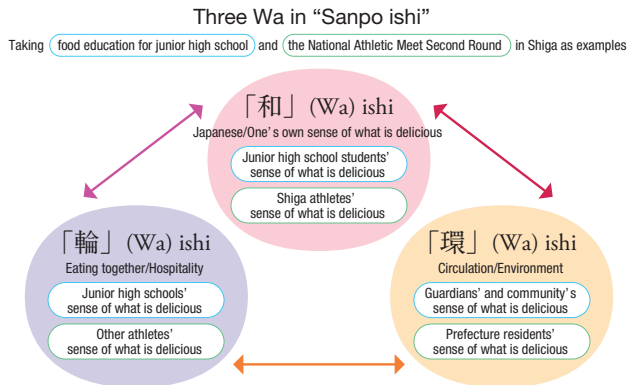 Three Wa in “Sanpo ishi”
Taking food education for junior high school and the National Athletic Meet Second Round in Shiga as examples
「和」 (Wa) ishi
Japanese/One's own sense of what is delicious
Junior high school students'
sense of what is delicious
Shiga athletes'
sense of what is delicious
「輪」 (Wa) ishi
Eating together/Hospitality
Junior high schools'
sense of what is delicious
Other athletes'
sense of what is delicious
「環」 (Wa) ishi
Circulation/Environment
Guardians' and community's
sense of what is delicious
Prefecture residents'
sense of what is delicious